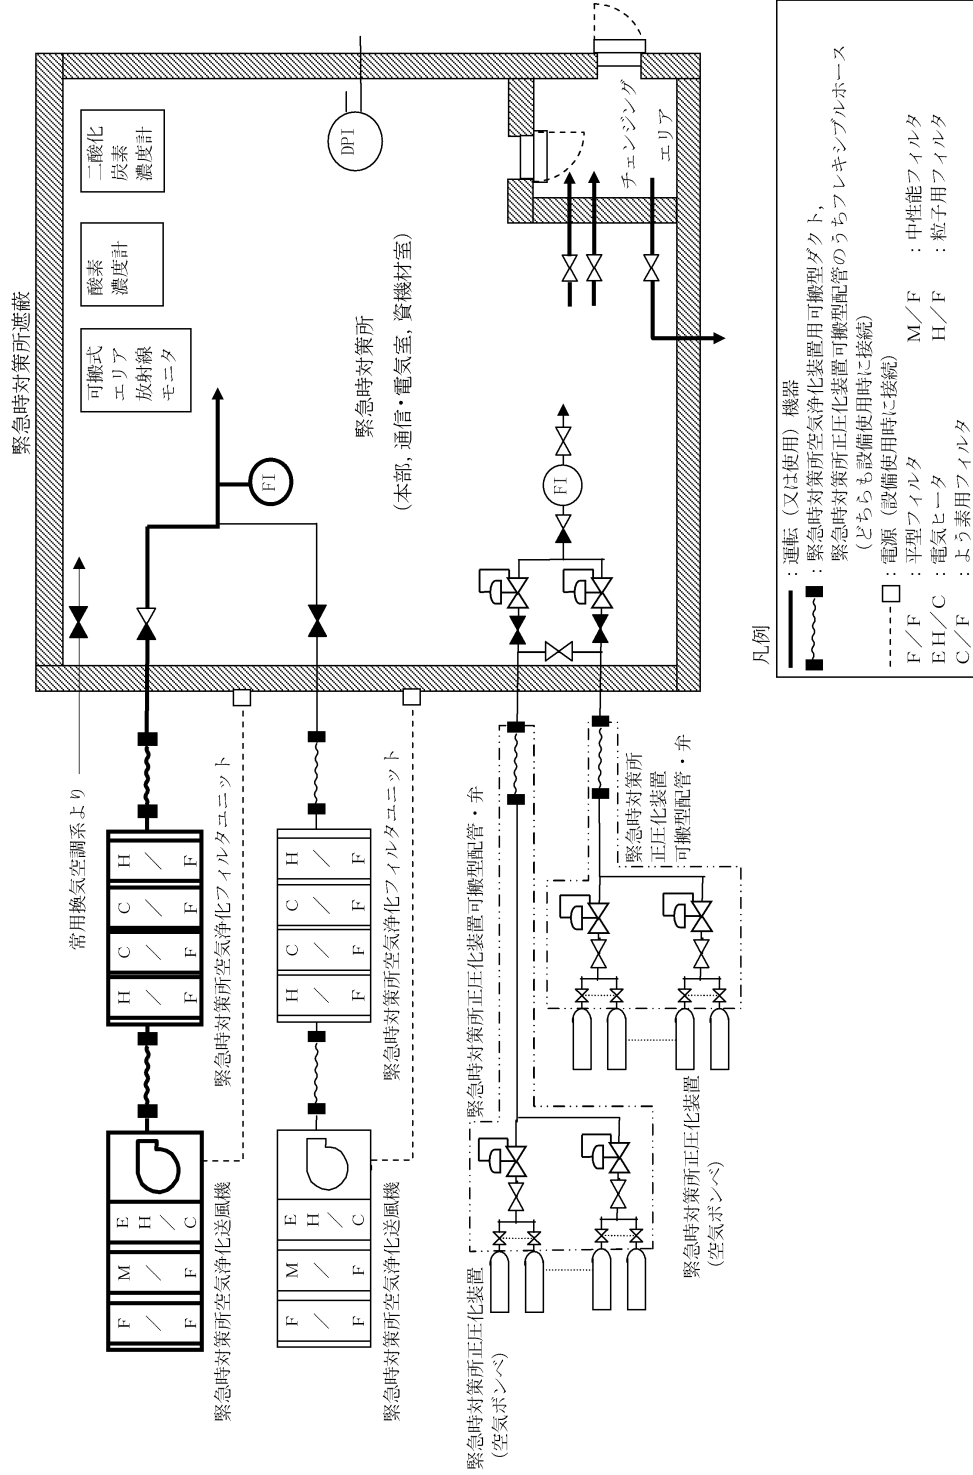 緊急時対策所遮蔽
二酸化
炭素
濃度計
酸素
濃度計
可搬式
エリア
放射線
モニタ
DPI
チェンジング
エリア
緊急時対策所
(本部, 通信・電気室, 資機材室)
FI
FI
常用換気空調系より
H/F
C/F
C/F
H/F
緊急時対策所空気浄化フィルタユニット
EH/C
M/F
F/F
緊急時対策所空気浄化送風機
H/F
C/F
C/F
H/F
緊急時対策所空気浄化フィルタユニット
EH/C
M/F
F/F
緊急時対策所空気浄化送風機
緊急時対策所正圧化装置可搬型配管・弁
緊急時対策所
正圧化装置
可搬型配管・弁
緊急時対策所正圧化装置
(空気ボンベ)
緊急時対策所正圧化装置
(空気ボンベ)
凡例
:運転(又は使用)機器
:緊急時対策所空気浄化装置用可搬型ダクト,
緊急時対策所正圧化装置可搬型配管のうちフレキシブルホース
(どちらも設備使用時に接続)
:電源(設備使用時に接続)
F/F :平型フィルタ M/F :中性能フィルタ
EH/C :電気ヒータ H/F :粒子用フィルタ
C/F :よう素用フィルタ